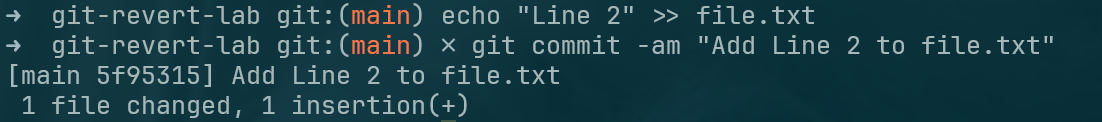 ➜  git-revert-lab git:(main) echo "Line 2" >> file.txt
➜  git-revert-lab git:(main) ✗ git commit -am "Add Line 2 to file.txt"
[main 5f95315] Add Line 2 to file.txt
 1 file changed, 1 insertion(+)